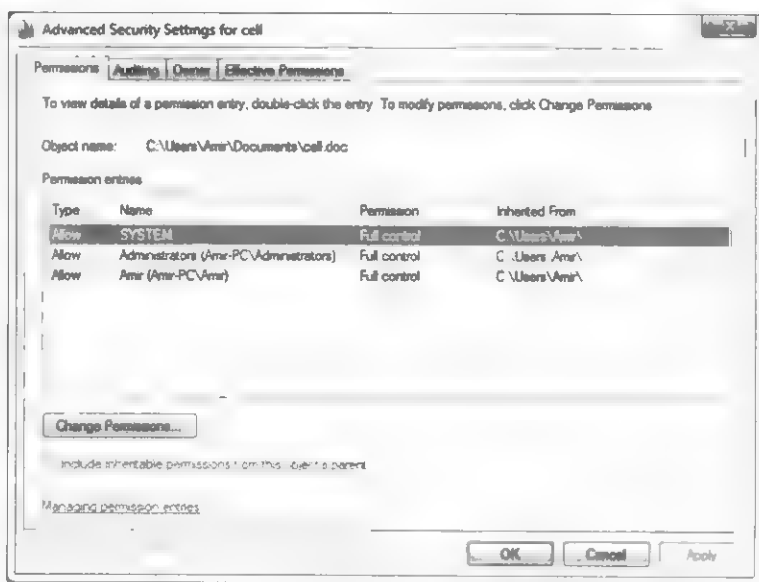 Advanced Security Settings for cell
Permissions Auditing Owner Effective Permissions
To view details of a permission entry, double-click the entry To modify permissions, click Change Permissions
Object name: C:\Users\Amir\Documents\cell.doc
Permission entries
Type Name Permission Inherited From
Allow SYSTEM Full control C:\Users\Amir\
Allow Administrators (Amir-PC\Administrators) Full control C:\Users\Amir\
Allow Amir (Amir-PC\Amir) Full control C:\Users\Amir\
Change Permissions...
Include inheritable permissions from this object's parent
Managing permission entries
OK Cancel Apply